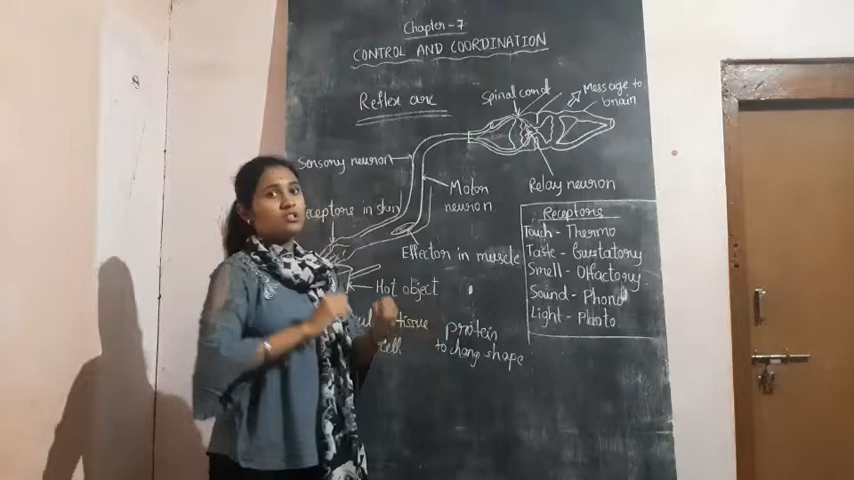 Chapter - 7
CONTROL AND COORDINATION
Reflex arc
Spinal cord
Message to
brain
Sensory neuron
Motor
neuron
Relay neuron
Receptors in skin
Effector in muscle
Hot object
tissue
cell.
protein
to chang shape
Receptors
Touch - Thermo
Taste - Gustatory
Smell - Olfactory
Sound - Phono
Light - Photo